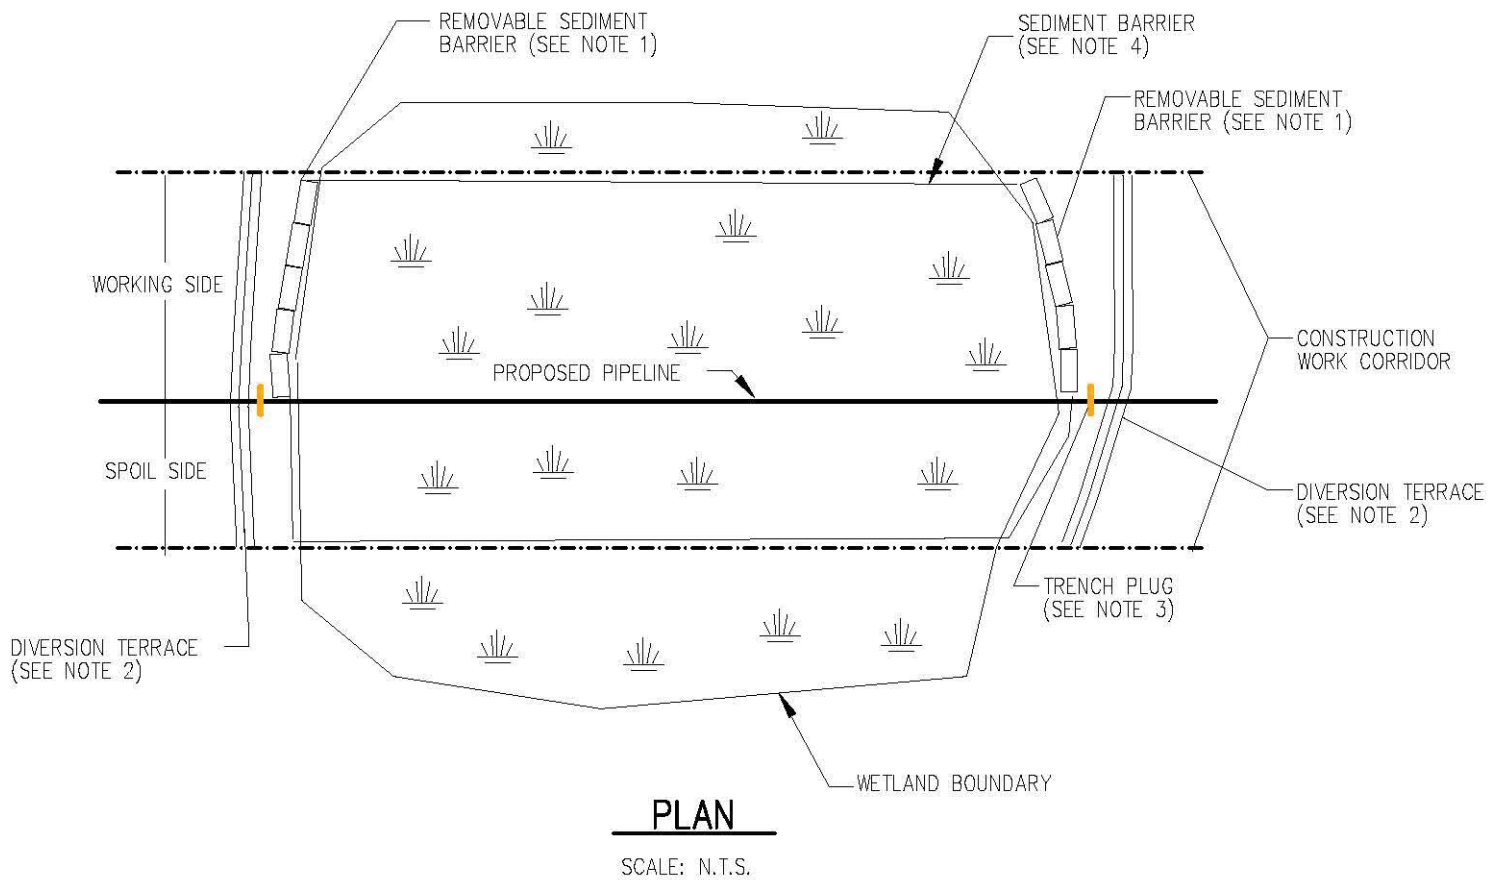 REMOVABLE SEDIMENT
BARRIER (SEE NOTE 1)
SEDIMENT BARRIER
(SEE NOTE 4)
REMOVABLE SEDIMENT
BARRIER (SEE NOTE 1)
WORKING SIDE
CONSTRUCTION
WORK CORRIDOR
PROPOSED PIPELINE
SPOIL SIDE
DIVERSION TERRACE
(SEE NOTE 2)
TRENCH PLUG
(SEE NOTE 3)
DIVERSION TERRACE
(SEE NOTE 2)
WETLAND BOUNDARY
PLAN
SCALE: N.T.S.